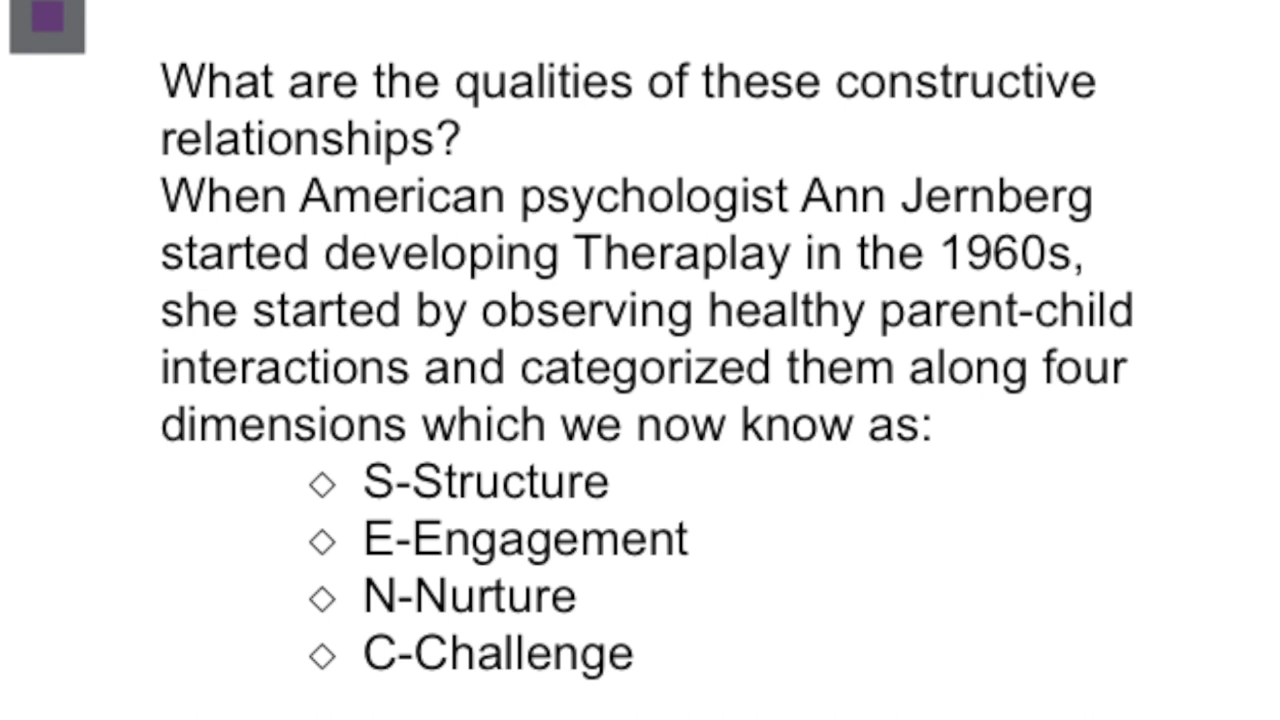 What are the qualities of these constructive
relationships?
When American psychologist Ann Jernberg
started developing Theraplay in the 1960s,
she started by observing healthy parent-child
interactions and categorized them along four
dimensions which we now know as:
◇ S-Structure
◇ E-Engagement
◇ N-Nurture
◇ C-Challenge